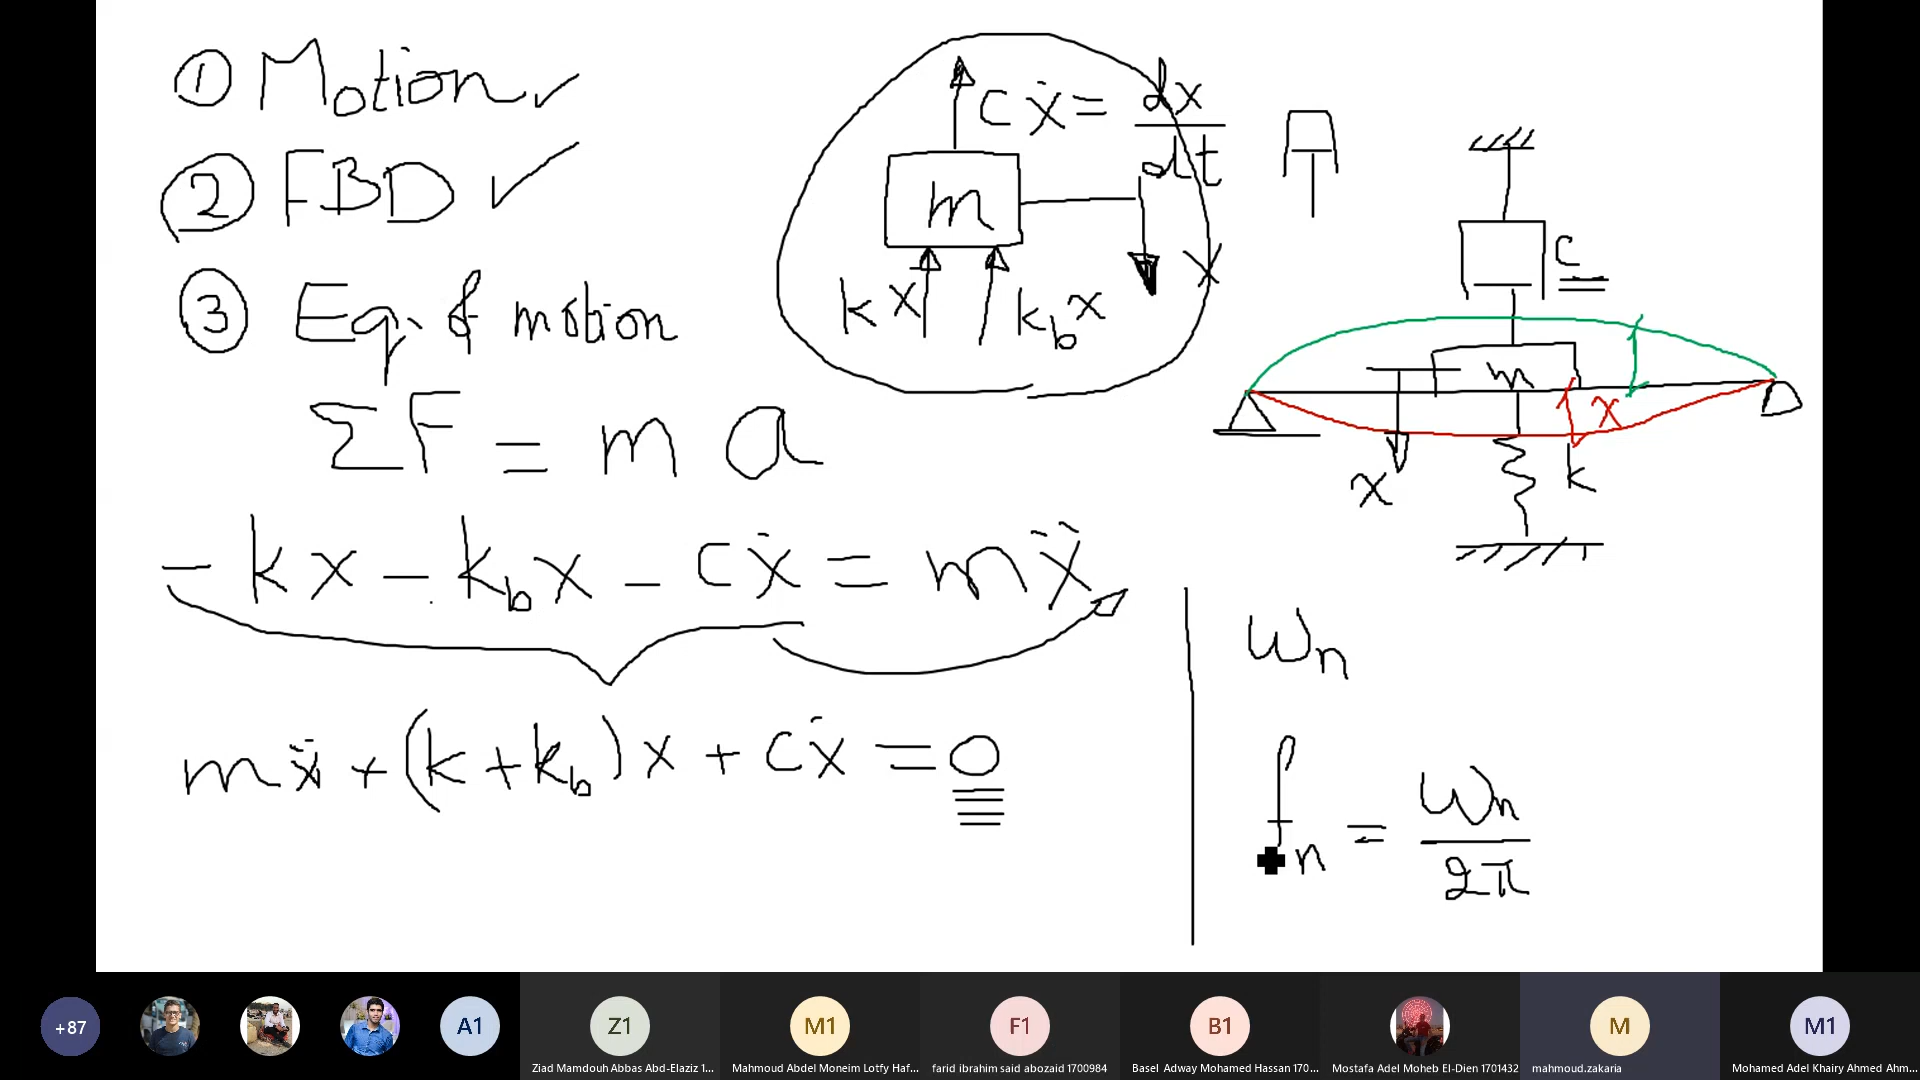 ① Motion ✓
② FBD ✓
③ Eq. of motion
ΣF = m a
- kx - k_b x - cẋ = mẍ
mẍ + (k + k_b) x + cẋ = 0
cẋ = dx/dt
m
x
kx
k_b x
c
m
x
x
k
ω_n
f_n = ω_n / 2π
+87
A1
Z1
M1
F1
B1
M
M1
Ziad Mamdouh Abbas Abd-Elaziz 1...
Mahmoud Abdel Moneim Lotfy Haf...
farid ibrahim said abozaid 1700984
Basel Adway Mohamed Hassan 170...
Mostafa Adel Moheb El-Dien 1701432
mahmoud.zakaria
Mohamed Adel Khairy Ahmed Ahm...